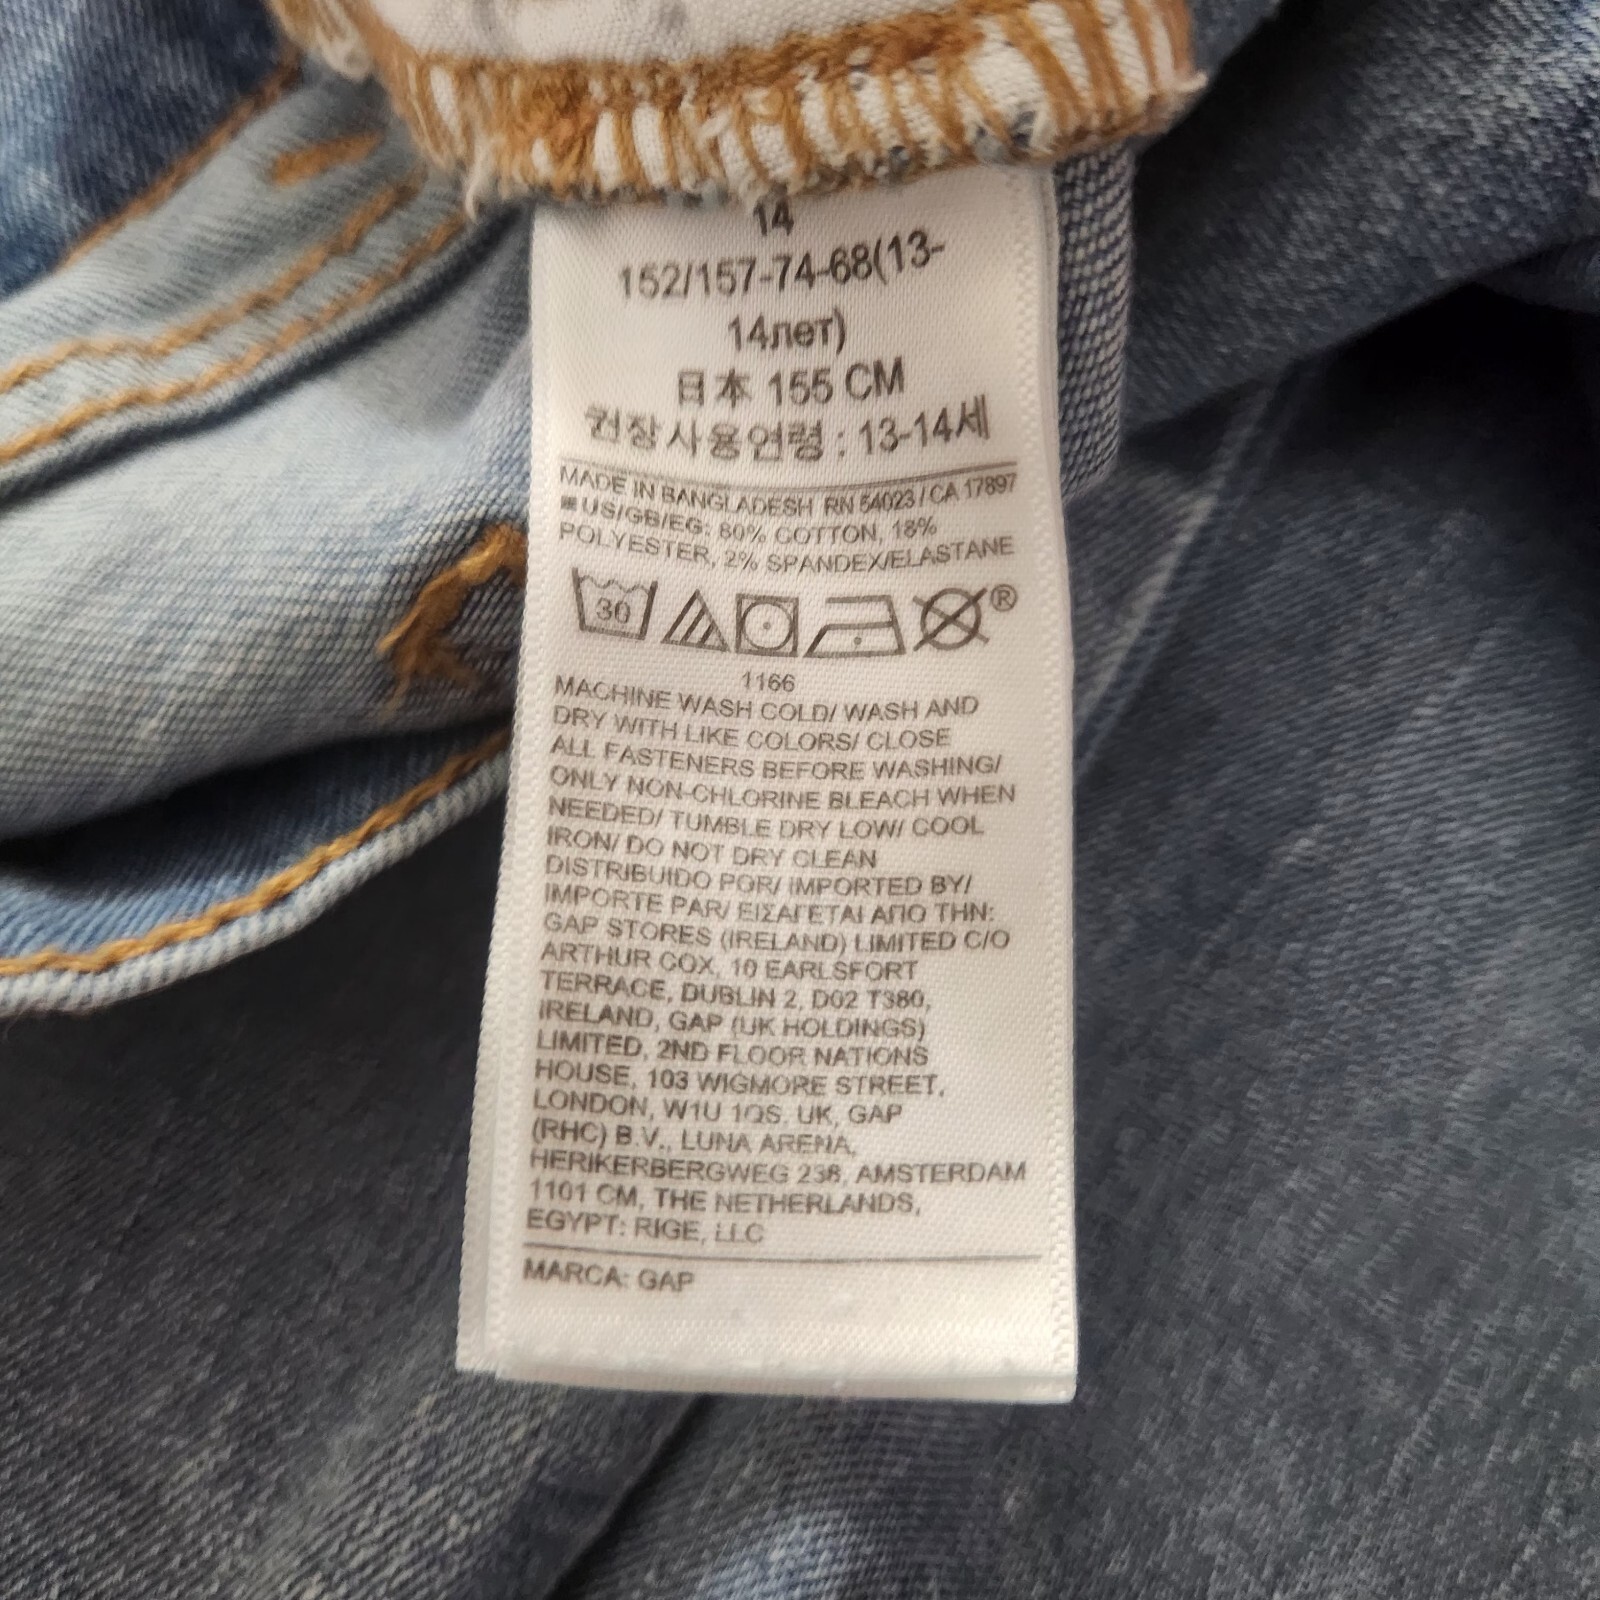 14
152/157-74-68(13-
14лет)
日本 155 CM
권장사용연령 : 13-14세
MADE IN BANGLADESH RN 54023 / CA 17897
US/GB/EG: 80% COTTON, 18%
POLYESTER, 2% SPANDEX/ELASTANE
30 ®
1166
MACHINE WASH COLD/ WASH AND
DRY WITH LIKE COLORS/ CLOSE
ALL FASTENERS BEFORE WASHING/
ONLY NON-CHLORINE BLEACH WHEN
NEEDED/ TUMBLE DRY LOW/ COOL
IRON/ DO NOT DRY CLEAN
DISTRIBUIDO POR/ IMPORTED BY/
IMPORTE PAR/ ΕΙΣΑΓΕΤΑΙ ΑΠΟ ΤΗΝ:
GAP STORES (IRELAND) LIMITED C/O
ARTHUR COX, 10 EARLSFORT
TERRACE, DUBLIN 2, D02 T380,
IRELAND, GAP (UK HOLDINGS)
LIMITED, 2ND FLOOR NATIONS
HOUSE, 103 WIGMORE STREET,
LONDON, W1U 1QS. UK, GAP
(RHC) B.V., LUNA ARENA,
HERIKERBERGWEG 238, AMSTERDAM
1101 CM, THE NETHERLANDS,
EGYPT: RIGE, LLC
MARCA: GAP